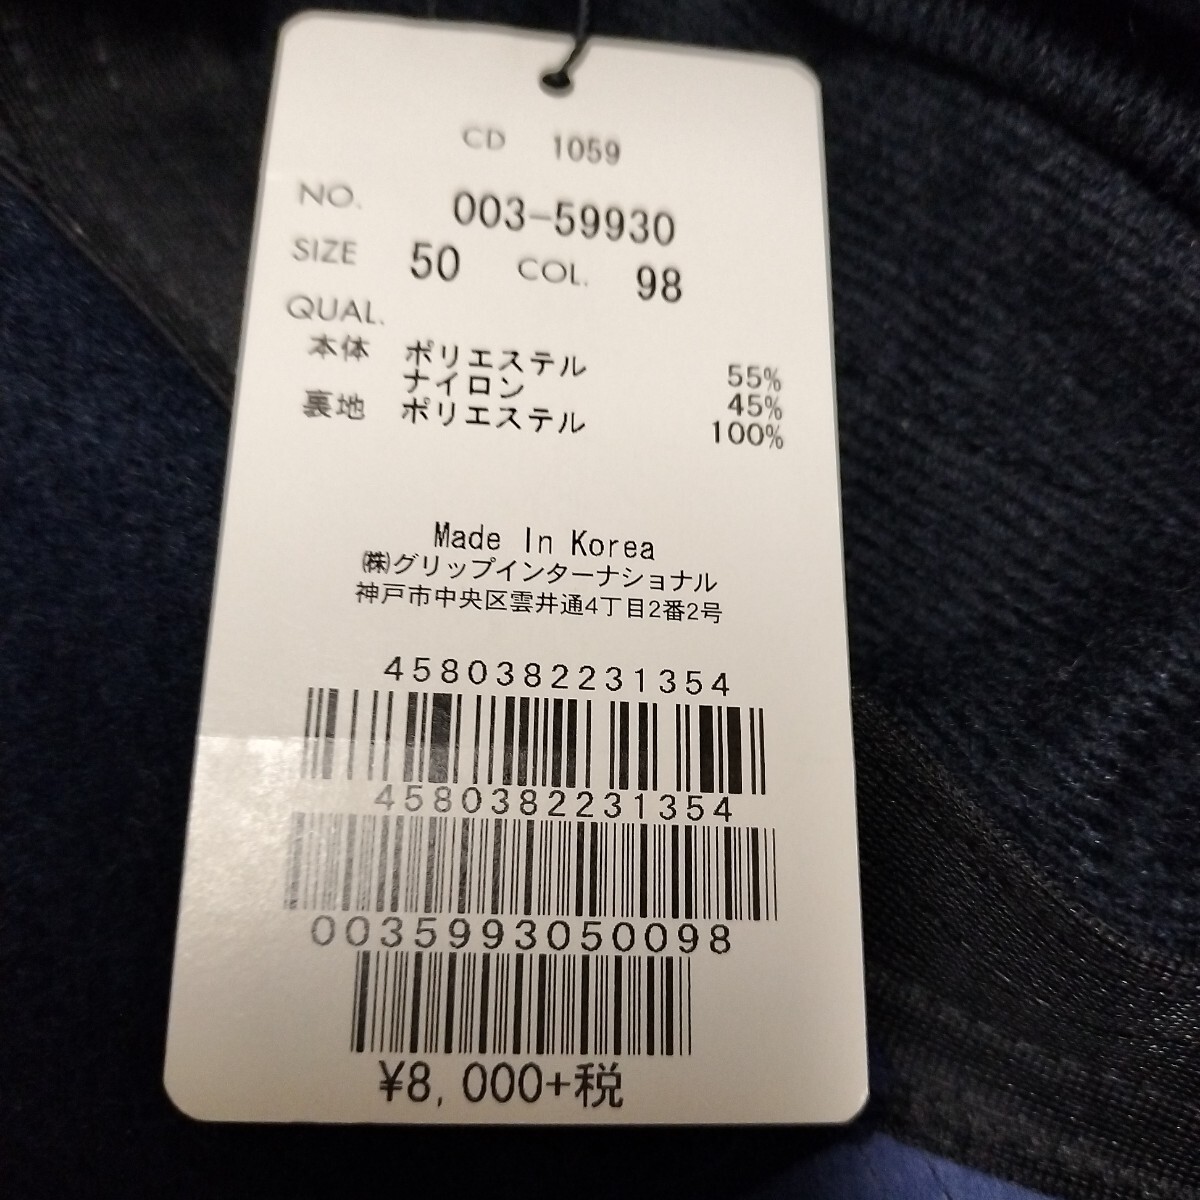 CD 1059
NO. 003-59930
SIZE 50 COL. 98
QUAL.
本体 ポリエステル 55%
ナイロン 45%
裏地 ポリエステル 100%
Made In Korea
㈱グリップインターナショナル
神戸市中央区雲井通4丁目2番2号
4580382231354
4580382231354
0035993050098
¥8,000+税